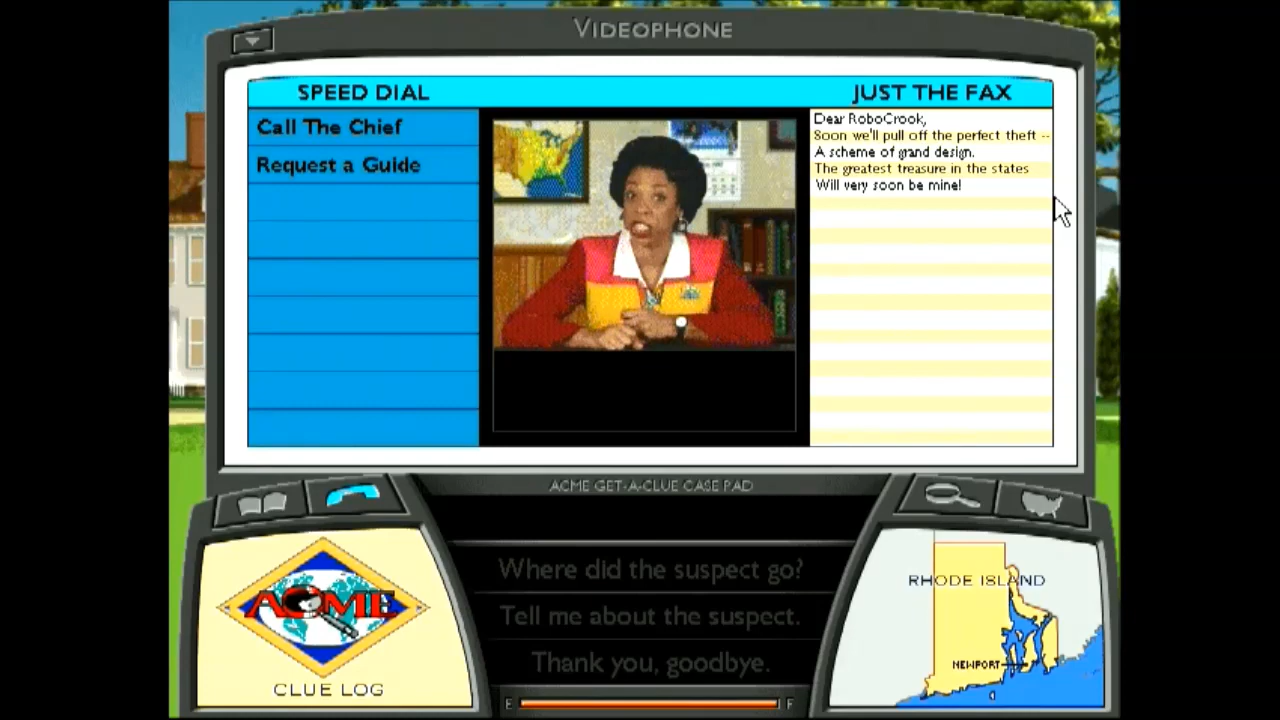 VIDEOPHONE
SPEED DIAL
Call The Chief
Request a Guide
JUST THE FAX
Dear RoboCrook,
Soon we'll pull off the perfect theft --
A scheme of grand design.
The greatest treasure in the states
Will very soon be mine!
ACME GET-A-CLUE CASE PAD
Where did the suspect go?
Tell me about the suspect.
Thank you, goodbye.
E F
ACME
CLUE LOG
RHODE ISLAND
NEWPORT